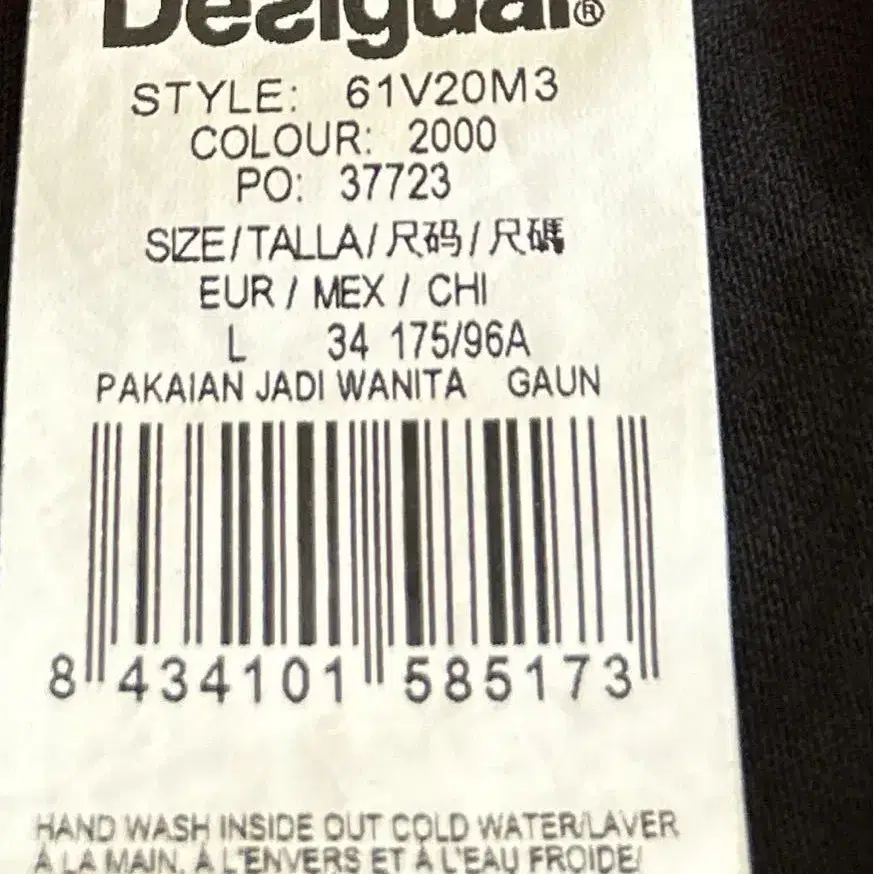 Desigual®
STYLE: 61V20M3
COLOUR: 2000
PO: 37723
SIZE/TALLA/尺码/尺碼
EUR / MEX / CHI
L 34 175/96A
PAKAIAN JADI WANITA GAUN
8 434101 585173
HAND WASH INSIDE OUT COLD WATER/LAVER
À LA MAIN, À L'ENVERS ET À L'EAU FROIDE/